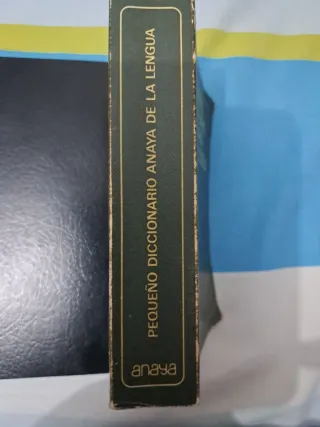 PEQUEÑO DICCIONARIO ANAYA DE LA LENGUA
anaya